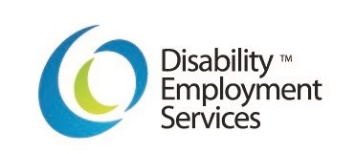 Disability ™
Employment
Services